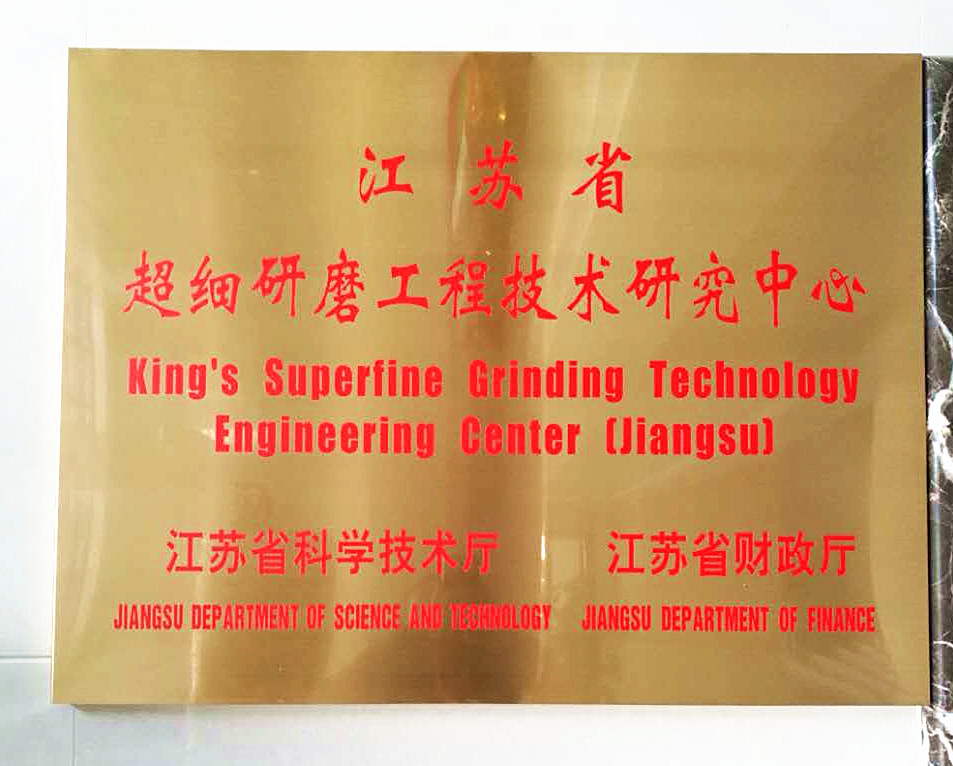 江苏省
超细研磨工程技术研究中心
King's Superfine Grinding Technology
Engineering Center (Jiangsu)
江苏省科学技术厅 江苏省财政厅
JIANGSU DEPARTMENT OF SCIENCE AND TECHNOLOGY JIANGSU DEPARTMENT OF FINANCE